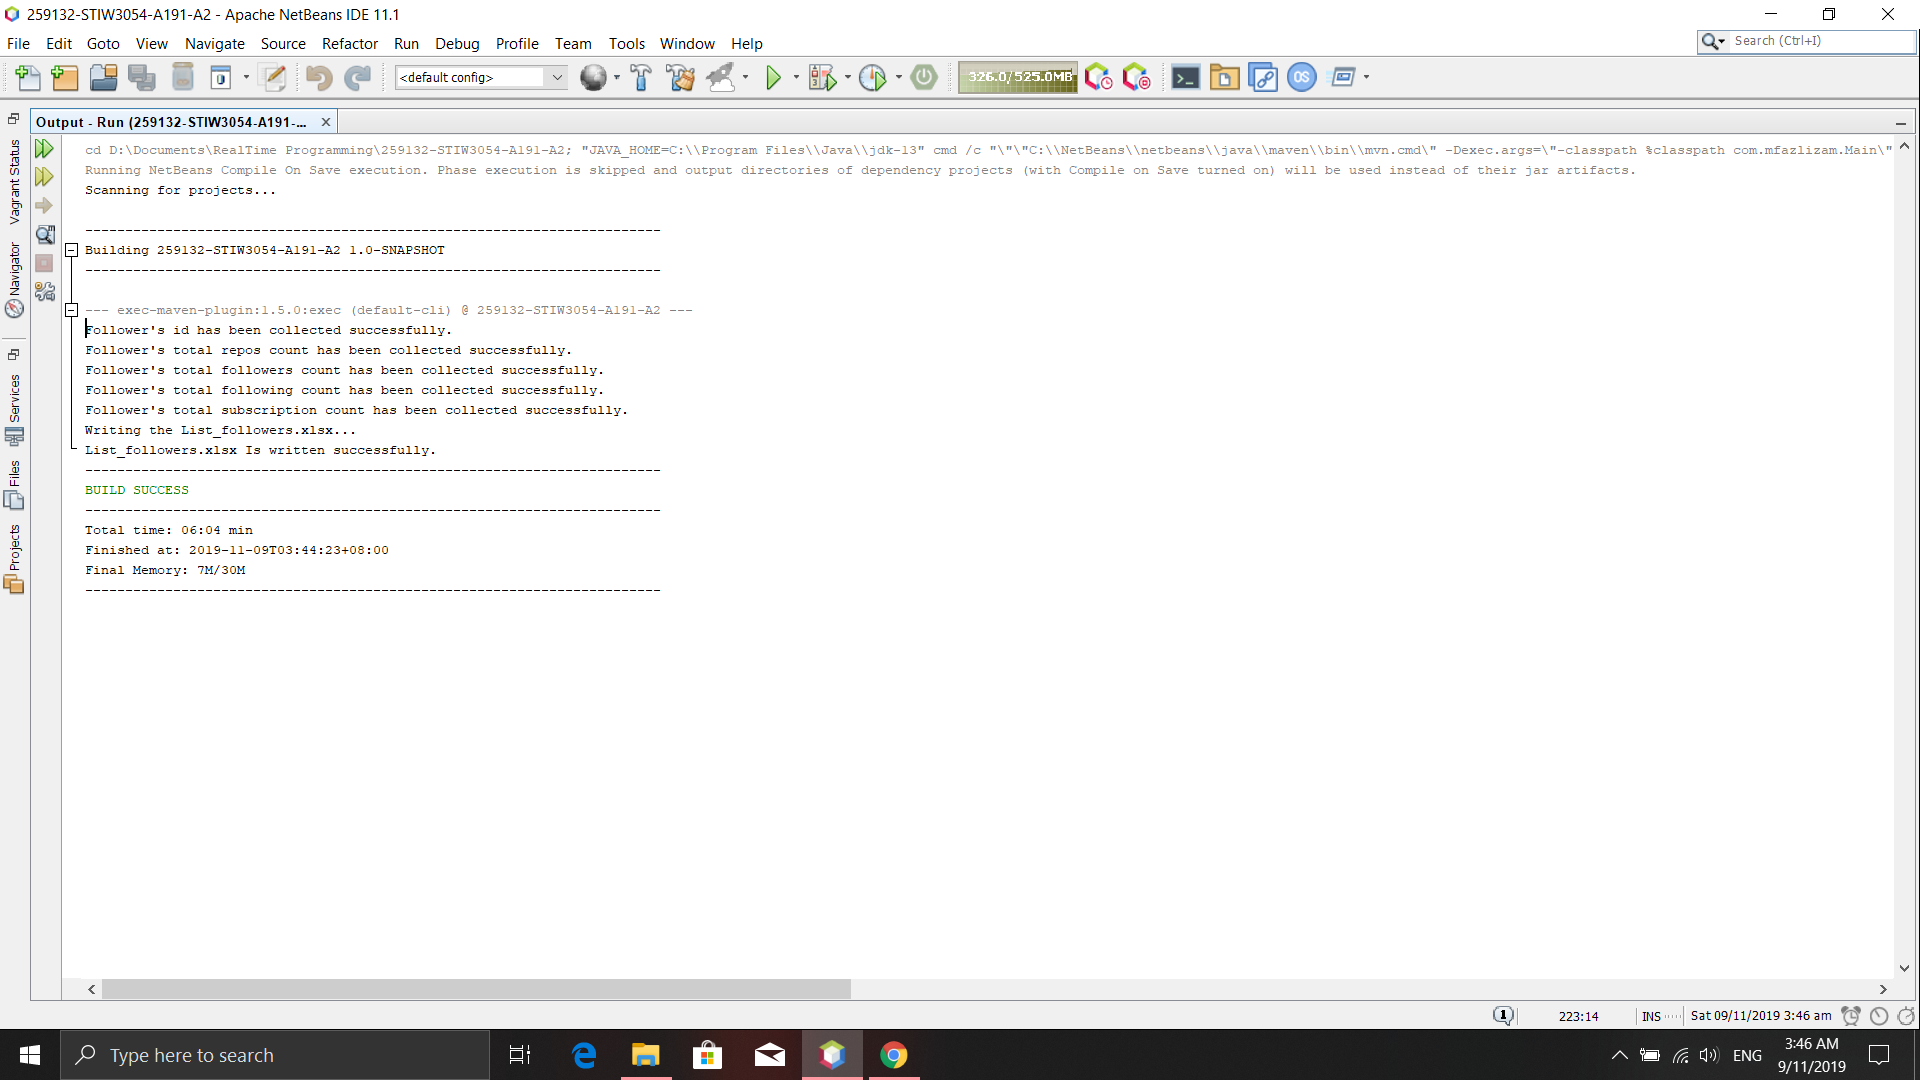 259132-STIW3054-A191-A2 - Apache NetBeans IDE 11.1
File Edit Goto View Navigate Source Refactor Run Debug Profile Team Tools Window Help
Search (Ctrl+I)
<default config>
326.0/525.0MB
OS
Output - Run (259132-STIW3054-A191-...
Vagrant Status
Navigator
Services
Files
Projects
cd D:\Documents\RealTime Programming\259132-STIW3054-A191-A2; "JAVA_HOME=C:\\Program Files\\Java\\jdk-13" cmd /c "\"\"C:\\NetBeans\\netbeans\\java\\maven\\bin\\mvn.cmd\" -Dexec.args=\"-classpath %classpath com.mfazlizam.Main\"
Running NetBeans Compile On Save execution. Phase execution is skipped and output directories of dependency projects (with Compile on Save turned on) will be used instead of their jar artifacts.
Scanning for projects...
------------------------------------------------------------------------
Building 259132-STIW3054-A191-A2 1.0-SNAPSHOT
------------------------------------------------------------------------
--- exec-maven-plugin:1.5.0:exec (default-cli) @ 259132-STIW3054-A191-A2 ---
Follower's id has been collected successfully.
Follower's total repos count has been collected successfully.
Follower's total followers count has been collected successfully.
Follower's total following count has been collected successfully.
Follower's total subscription count has been collected successfully.
Writing the List_followers.xlsx...
List_followers.xlsx Is written successfully.
------------------------------------------------------------------------
BUILD SUCCESS
------------------------------------------------------------------------
Total time: 06:04 min
Finished at: 2019-11-09T03:44:23+08:00
Final Memory: 7M/30M
------------------------------------------------------------------------
1
223:14
INS
Sat 09/11/2019 3:46 am
Type here to search
ENG
3:46 AM
9/11/2019